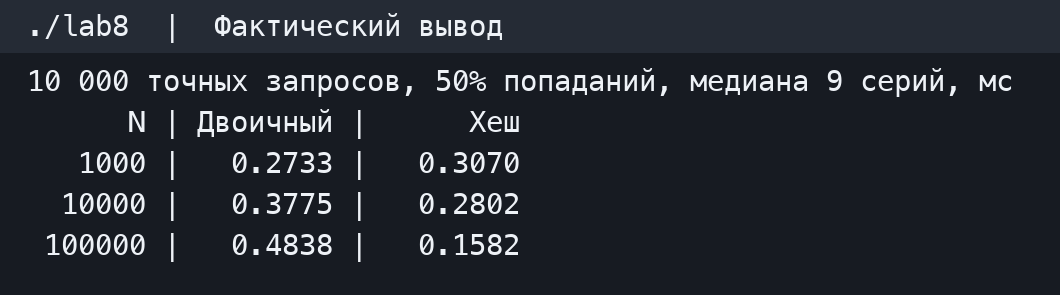 ./lab8  |  Фактический вывод
10 000 точных запросов, 50% попаданий, медиана 9 серий, мс
      N | Двоичный |      Хеш
   1000 |   0.2733 |   0.3070
  10000 |   0.3775 |   0.2802
 100000 |   0.4838 |   0.1582